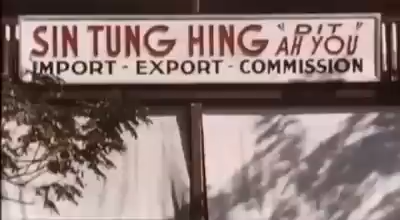 SIN TUNG HING "PIT"
AH YOU
IMPORT - EXPORT - COMMISSION